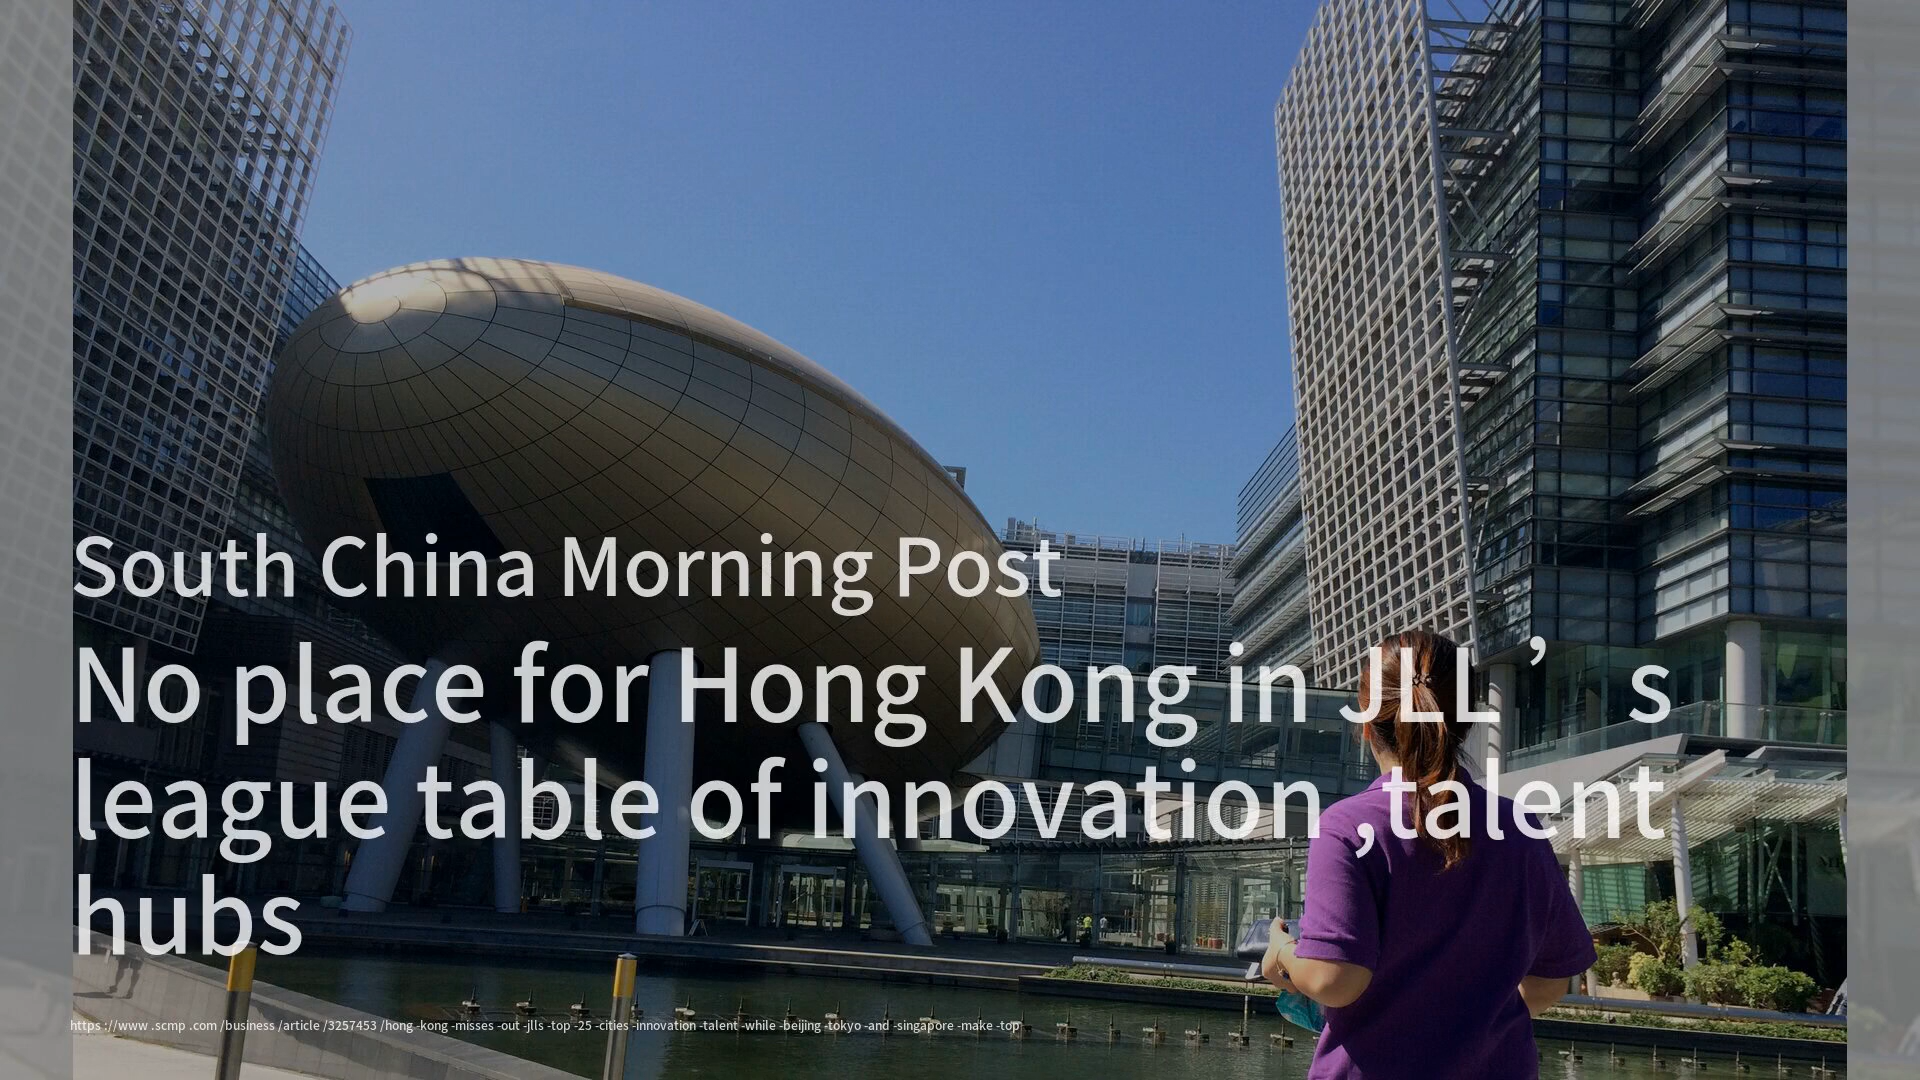 South China Morning Post
No place for Hong Kong in JLL’s
league table of innovation ,talent
hubs
https ://www .scmp .com /business /article /3257453 /hong -kong -misses -out -jlls -top -25 -cities -innovation -talent -while -beijing -tokyo -and -singapore -make -top